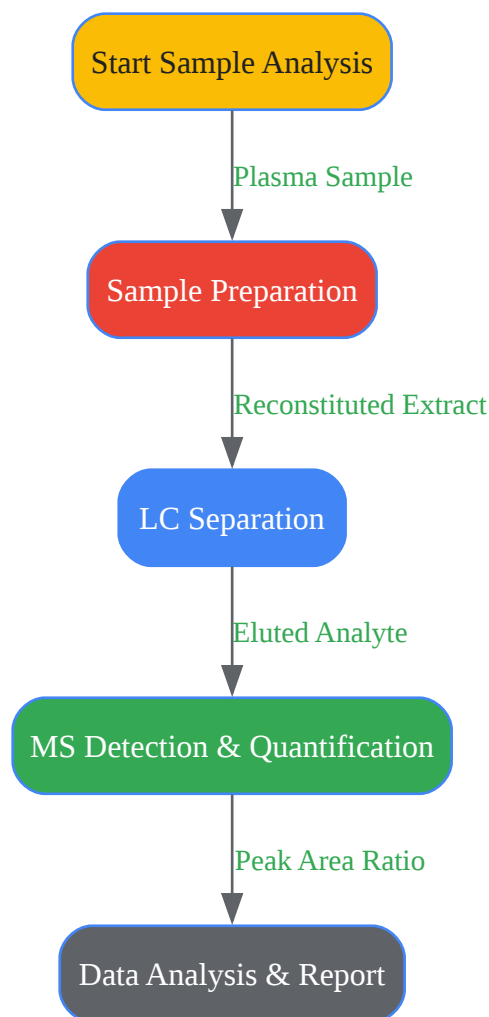 Start Sample Analysis
Plasma Sample
Sample Preparation
Reconstituted Extract
LC Separation
Eluted Analyte
MS Detection & Quantification
Peak Area Ratio
Data Analysis & Report